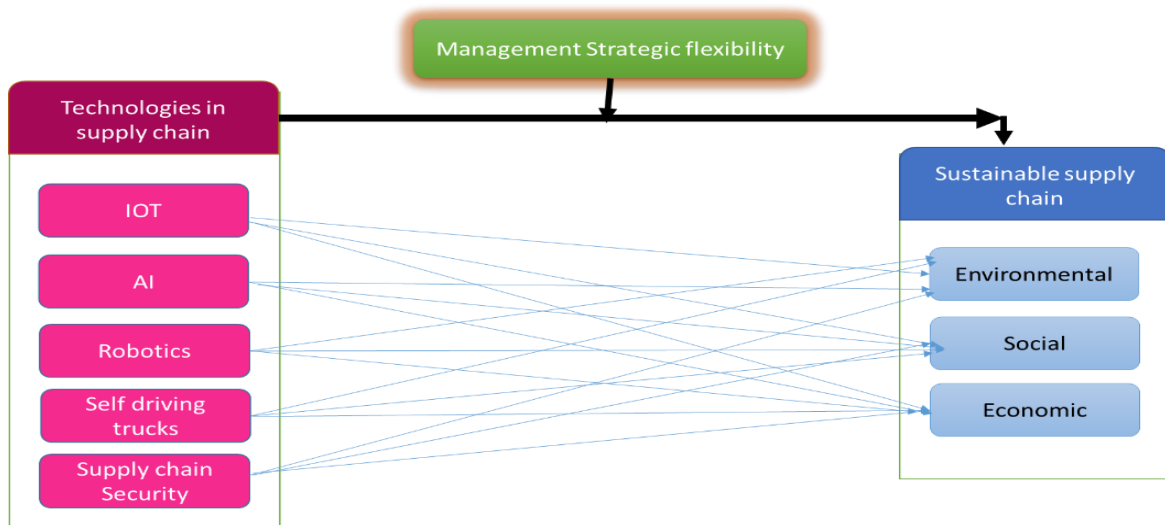 Management Strategic flexibility
Technologies in
supply chain
IOT
AI
Robotics
Self driving
trucks
Supply chain
Security
Sustainable supply
chain
Environmental
Social
Economic